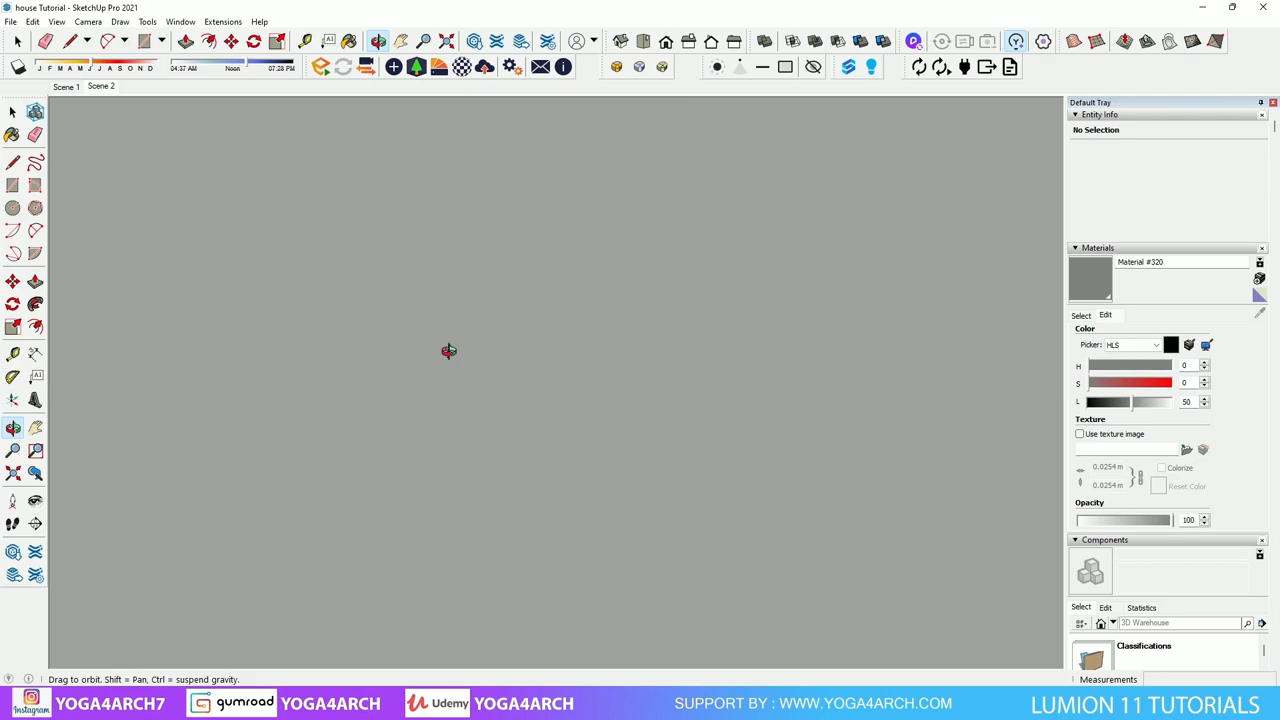 house Tutorial - SketchUp Pro 2021
File Edit View Camera Draw Tools Window Extensions Help
J F M A M J J A S O N D 04:37 AM Noon 07:28 PM
Scene 1 Scene 2
Default Tray
Entity Info
No Selection
Materials
Material #320
Select Edit
Color
Picker: HLS
H 0
S 0
L 50
Texture
Use texture image
0.0254 m
Colorize
0.0254 m
Reset Color
Opacity
100
Components
Select Edit Statistics
3D Warehouse
Classifications
Drag to orbit. Shift = Pan, Ctrl = suspend gravity.
Measurements
Instagram YOGA4ARCH7 gumroad YOGA4ARCH Udemy YOGA4ARCH SUPPORT BY : WWW.YOGA4ARCH.COM LUMION 11 TUTORIALS